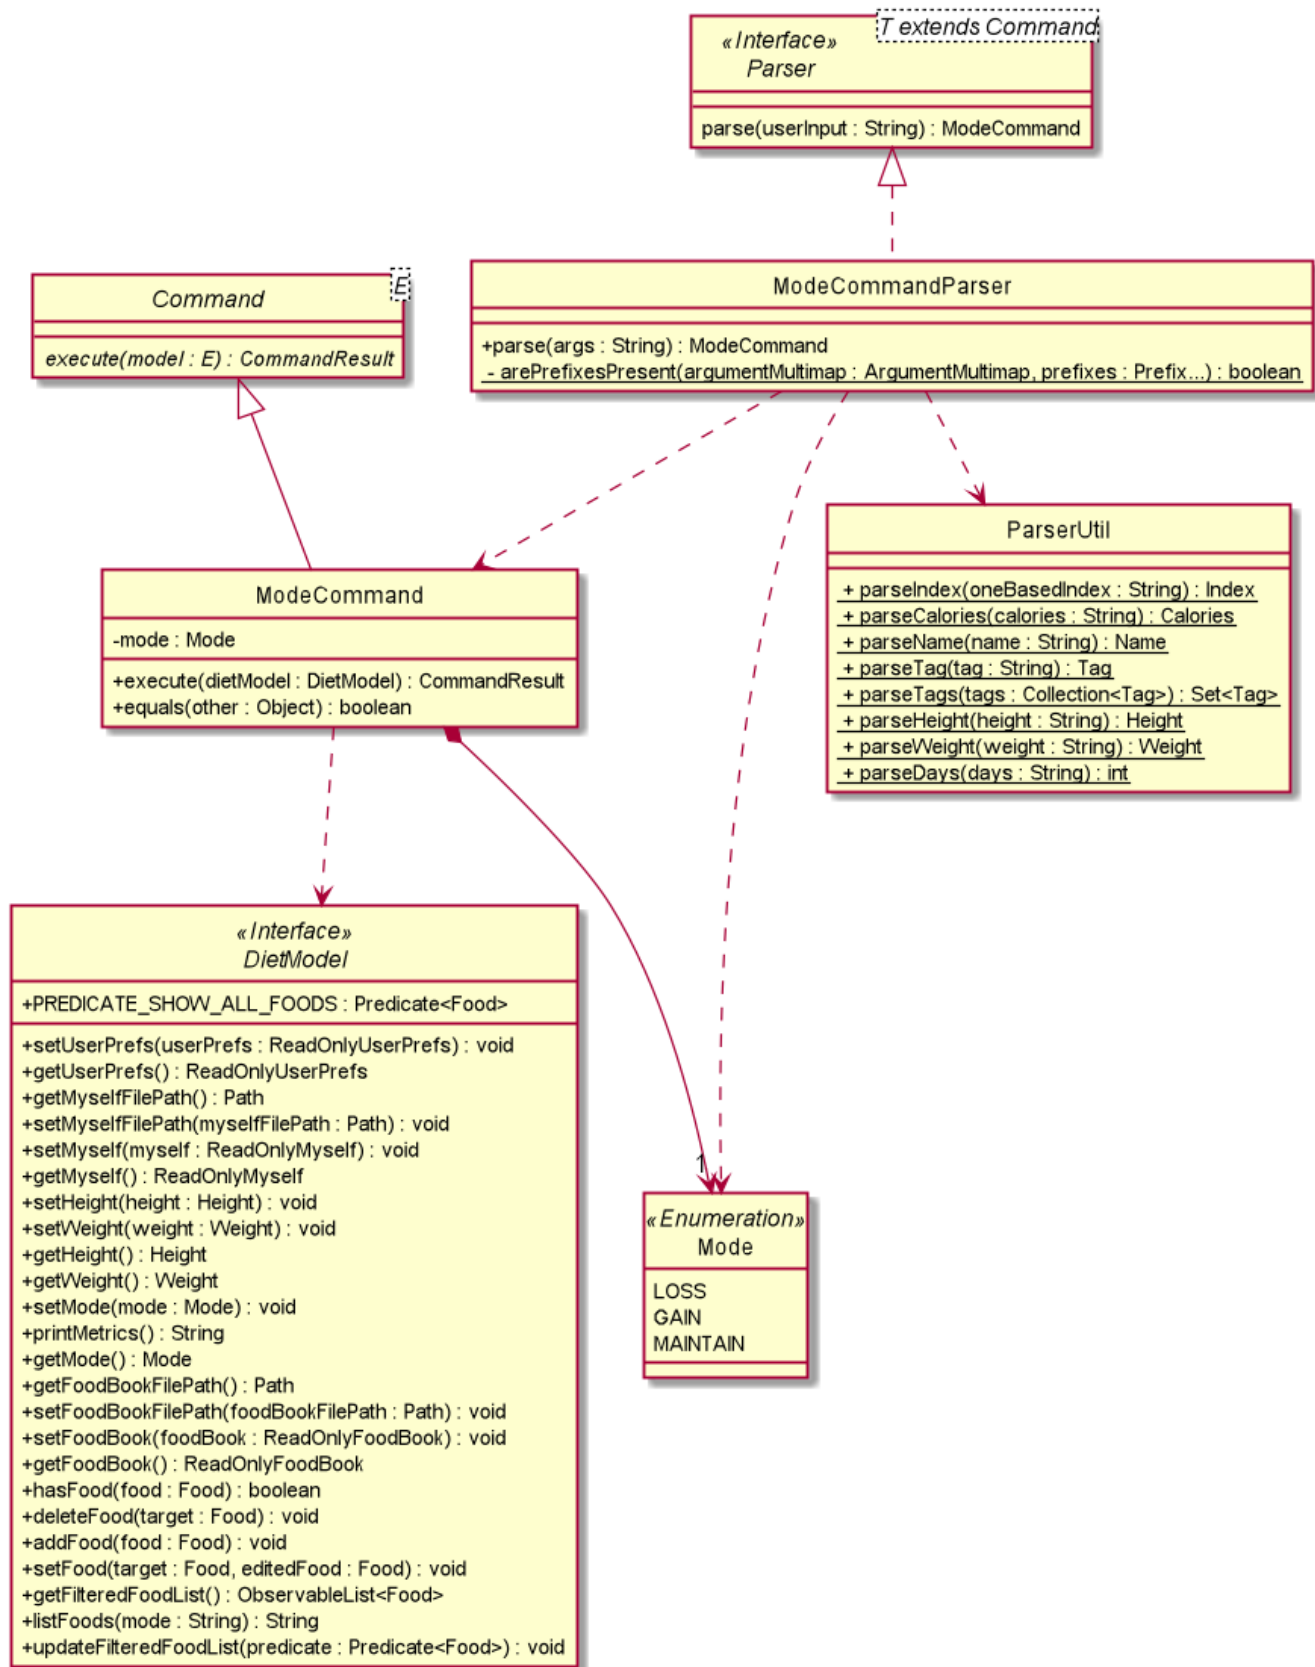 T extends Command
«Interface»
Parser
parse(userInput : String) : ModeCommand
E
Command
execute(model : E) : CommandResult
ModeCommandParser
+parse(args : String) : ModeCommand
- arePrefixesPresent(argumentMultimap : ArgumentMultimap, prefixes : Prefix...) : boolean
ParserUtil
+ parseIndex(oneBasedIndex : String) : Index
+ parseCalories(calories : String) : Calories
+ parseName(name : String) : Name
+ parseTag(tag : String) : Tag
+ parseTags(tags : Collection<Tag>) : Set<Tag>
+ parseHeight(height : String) : Height
+ parseWeight(weight : String) : Weight
+ parseDays(days : String) : int
ModeCommand
-mode : Mode
+execute(dietModel : DietModel) : CommandResult
+equals(other : Object) : boolean
«Interface»
DietModel
+PREDICATE_SHOW_ALL_FOODS : Predicate<Food>
+setUserPrefs(userPrefs : ReadOnlyUserPrefs) : void
+getUserPrefs() : ReadOnlyUserPrefs
+getMyselfFilePath() : Path
+setMyselfFilePath(myselfFilePath : Path) : void
+setMyself(myself : ReadOnlyMyself) : void
+getMyself() : ReadOnlyMyself
+setHeight(height : Height) : void
+setWeight(weight : Weight) : void
+getHeight() : Height
+getWeight() : Weight
+setMode(mode : Mode) : void
+printMetrics() : String
+getMode() : Mode
+getFoodBookFilePath() : Path
+setFoodBookFilePath(foodBookFilePath : Path) : void
+setFoodBook(foodBook : ReadOnlyFoodBook) : void
+getFoodBook() : ReadOnlyFoodBook
+hasFood(food : Food) : boolean
+deleteFood(target : Food) : void
+addFood(food : Food) : void
+setFood(target : Food, editedFood : Food) : void
+getFilteredFoodList() : ObservableList<Food>
+listFoods(mode : String) : String
+updateFilteredFoodList(predicate : Predicate<Food>) : void
1
«Enumeration»
Mode
LOSS
GAIN
MAINTAIN